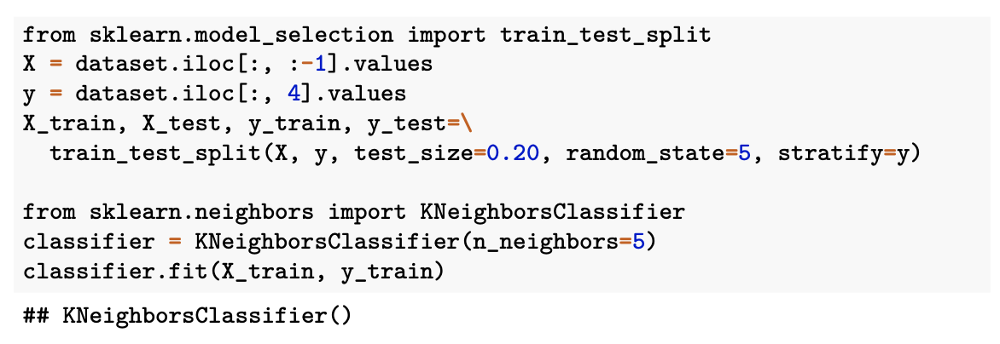 from sklearn.model_selection import train_test_split
X = dataset.iloc[:, :-1].values
y = dataset.iloc[:, 4].values
X_train, X_test, y_train, y_test=\
  train_test_split(X, y, test_size=0.20, random_state=5, stratify=y)

from sklearn.neighbors import KNeighborsClassifier
classifier = KNeighborsClassifier(n_neighbors=5)
classifier.fit(X_train, y_train)
## KNeighborsClassifier()